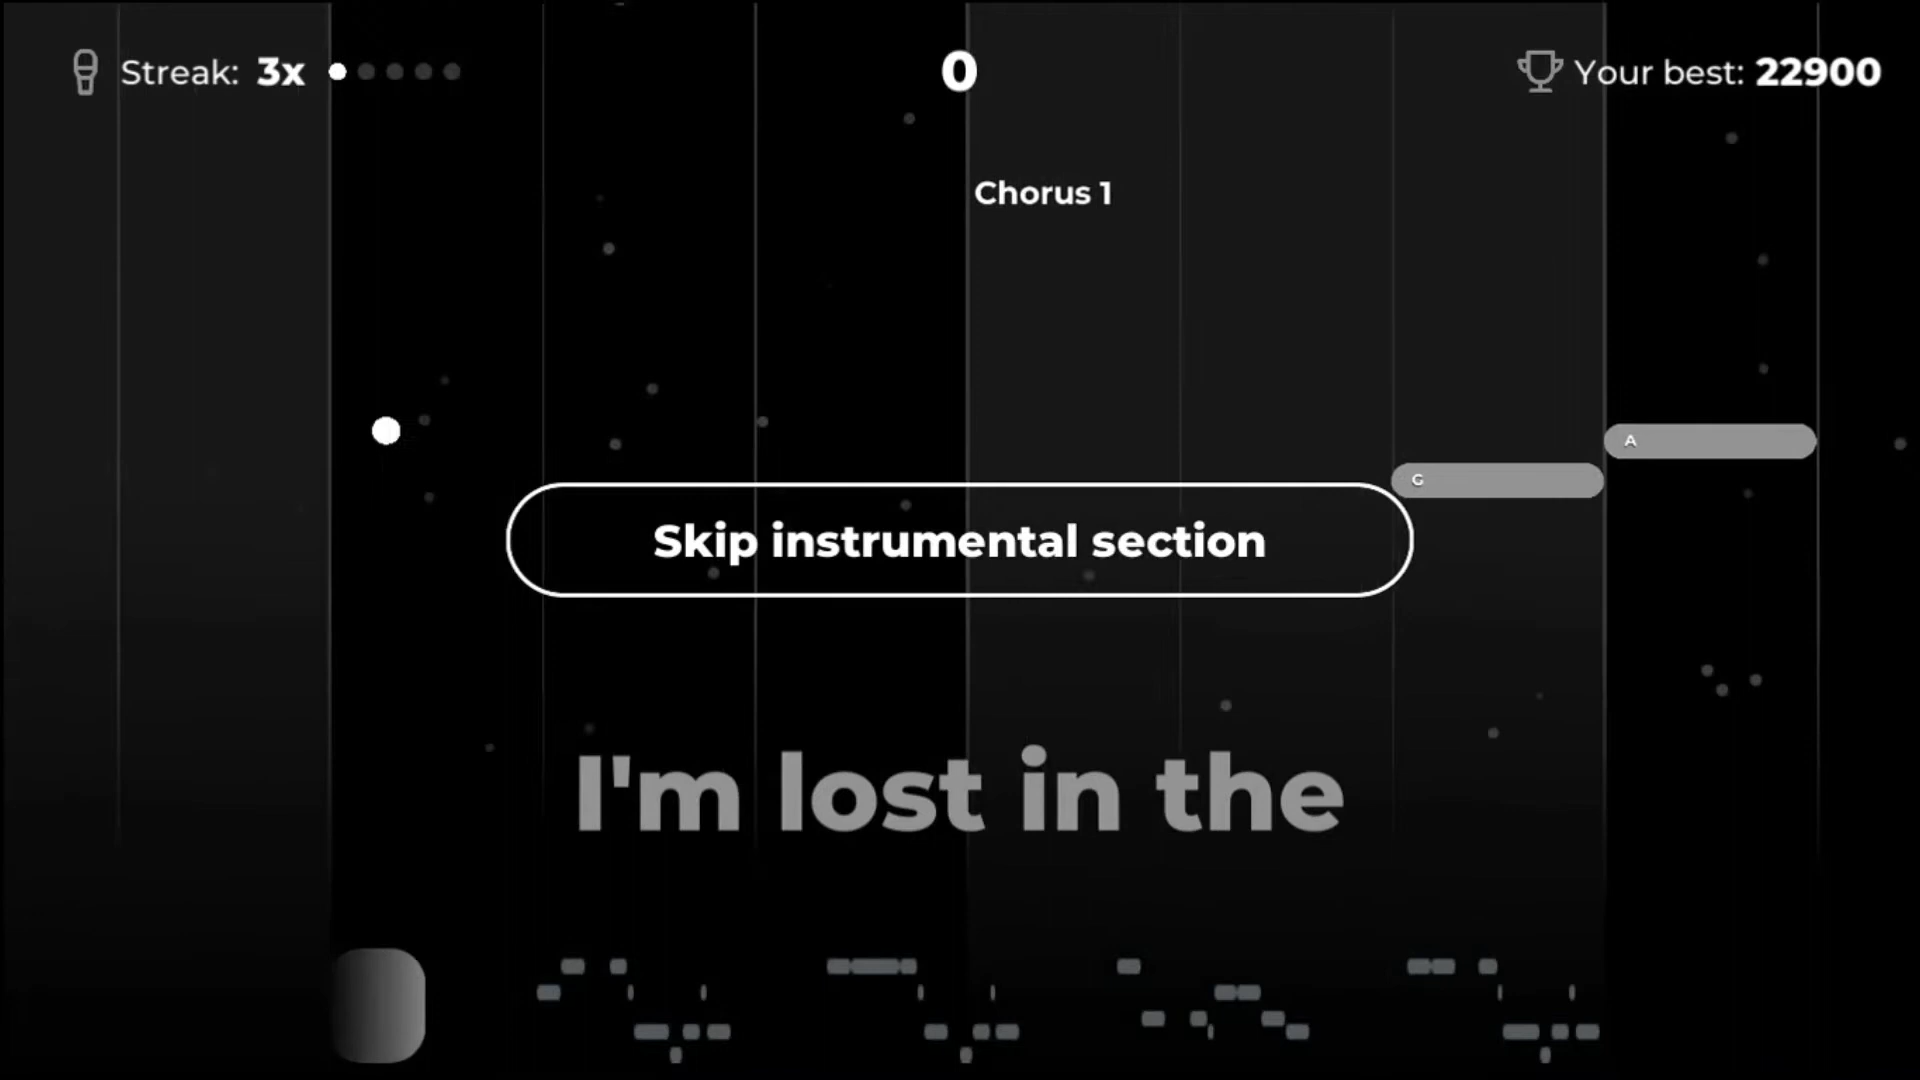 Streak: 3x
0
Your best: 22900
Chorus 1
A
G
Skip instrumental section
I'm lost in the